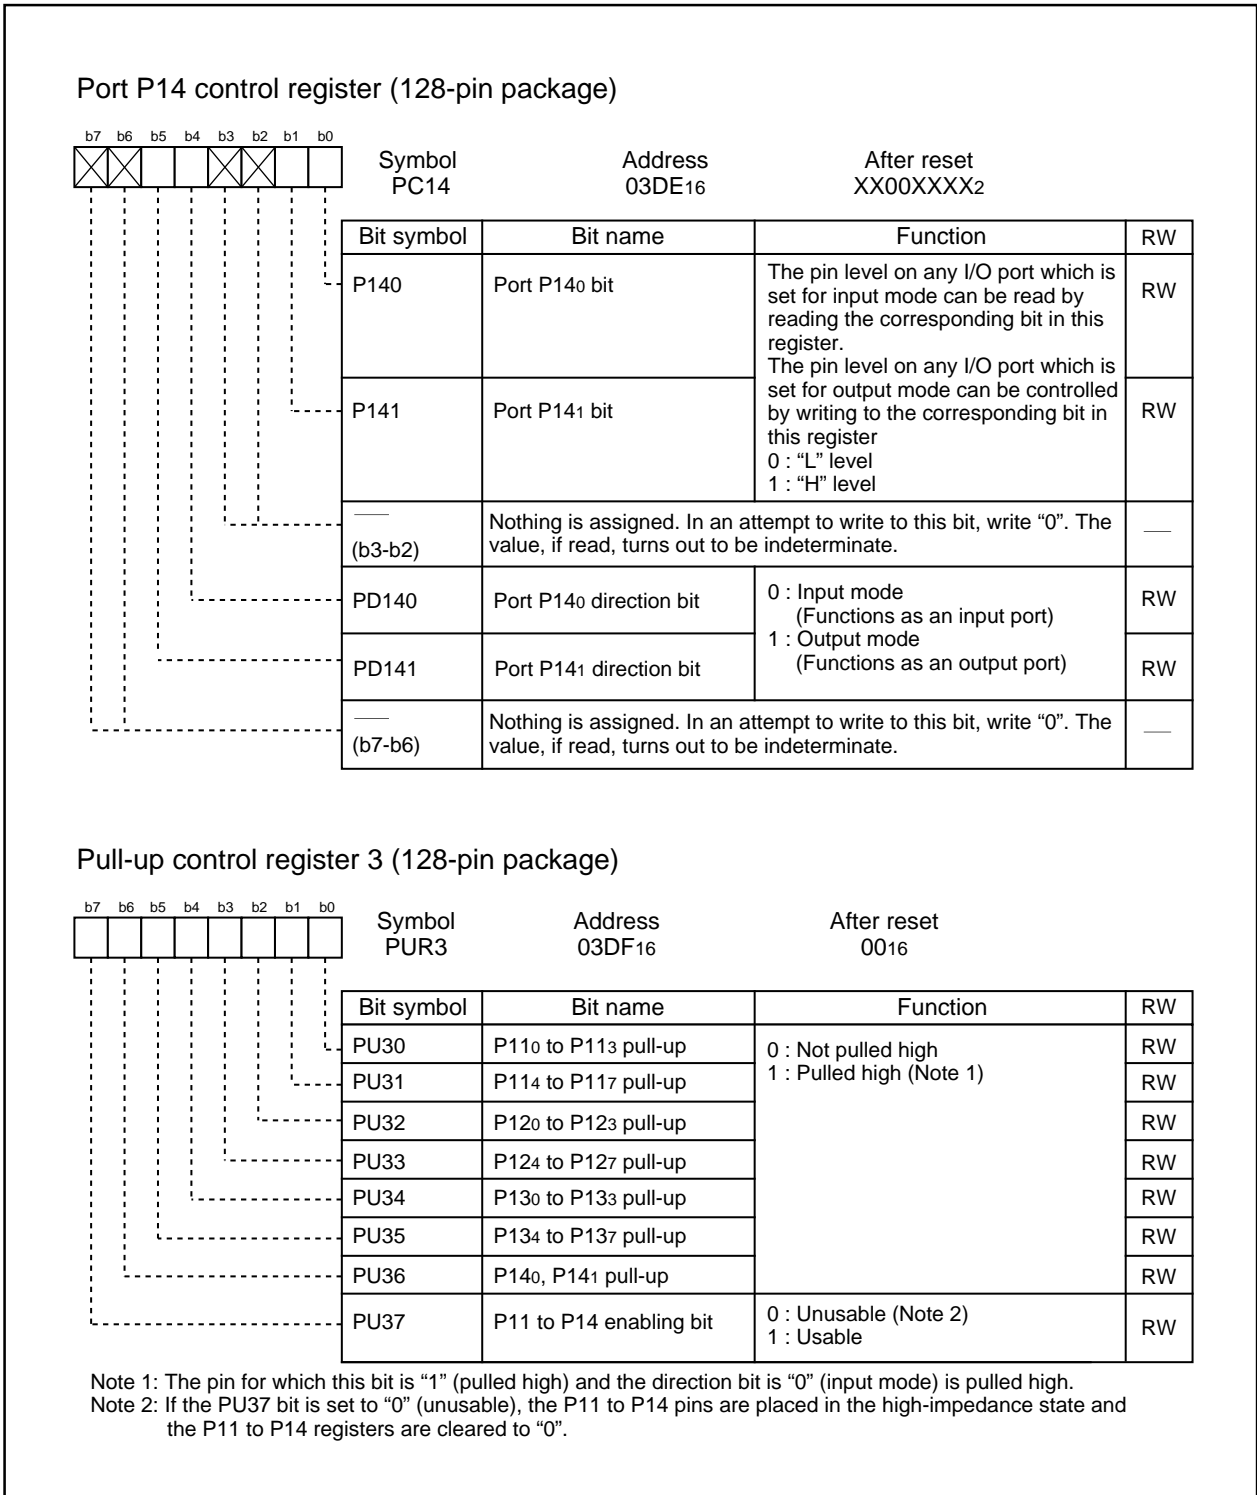 Port P14 control register (128-pin package)
b7 b6 b5 b4 b3 b2 b1 b0
Symbol Address After reset
PC14 03DE16 XX00XXXX2
Bit symbol Bit name Function RW
P140 Port P140 bit The pin level on any I/O port which is RW
set for input mode can be read by
reading the corresponding bit in this
register.
The pin level on any I/O port which is
set for output mode can be controlled
P141 Port P141 bit by writing to the corresponding bit in RW
this register
0 : “L” level
1 : “H” level
(b3-b2) Nothing is assigned. In an attempt to write to this bit, write “0”. The
value, if read, turns out to be indeterminate.
PD140 Port P140 direction bit 0 : Input mode RW
(Functions as an input port)
1 : Output mode
PD141 Port P141 direction bit (Functions as an output port) RW
(b7-b6) Nothing is assigned. In an attempt to write to this bit, write “0”. The
value, if read, turns out to be indeterminate.
Pull-up control register 3 (128-pin package)
b7 b6 b5 b4 b3 b2 b1 b0
Symbol Address After reset
PUR3 03DF16 0016
Bit symbol Bit name Function RW
PU30 P110 to P113 pull-up 0 : Not pulled high RW
PU31 P114 to P117 pull-up 1 : Pulled high (Note 1) RW
PU32 P120 to P123 pull-up RW
PU33 P124 to P127 pull-up RW
PU34 P130 to P133 pull-up RW
PU35 P134 to P137 pull-up RW
PU36 P140, P141 pull-up RW
PU37 P11 to P14 enabling bit 0 : Unusable (Note 2) RW
1 : Usable
Note 1: The pin for which this bit is “1” (pulled high) and the direction bit is “0” (input mode) is pulled high.
Note 2: If the PU37 bit is set to “0” (unusable), the P11 to P14 pins are placed in the high-impedance state and
the P11 to P14 registers are cleared to “0”.